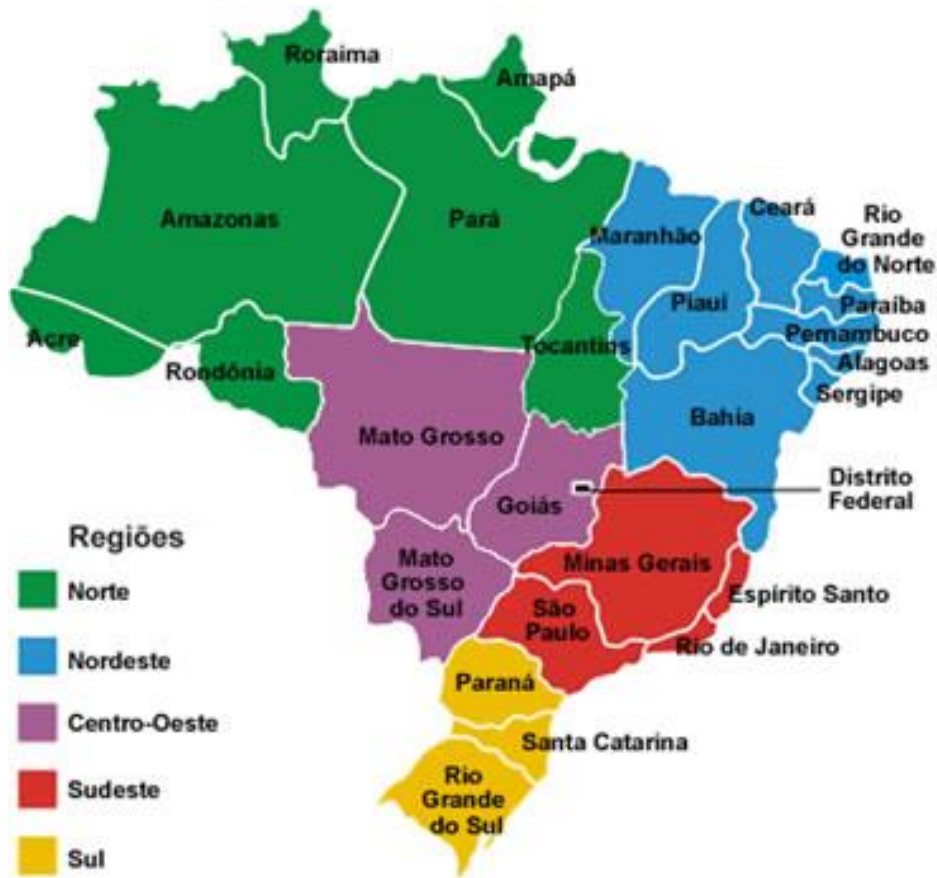 Roraima
Amapá
Amazonas
Pará
Maranhão
Ceará
Rio
Grande
do Norte
Piaui
Paraíba
Pernambuco
Alagoas
Sergipe
Acre
Rondônia
Tocantins
Bahia
Mato Grosso
Goiás
Distrito
Federal
Mato
Grosso
do Sul
Minas Gerais
Espírito Santo
São
Paulo
Rio de Janeiro
Paraná
Santa Catarina
Rio
Grande
do Sul
Regiões
Norte
Nordeste
Centro-Oeste
Sudeste
Sul